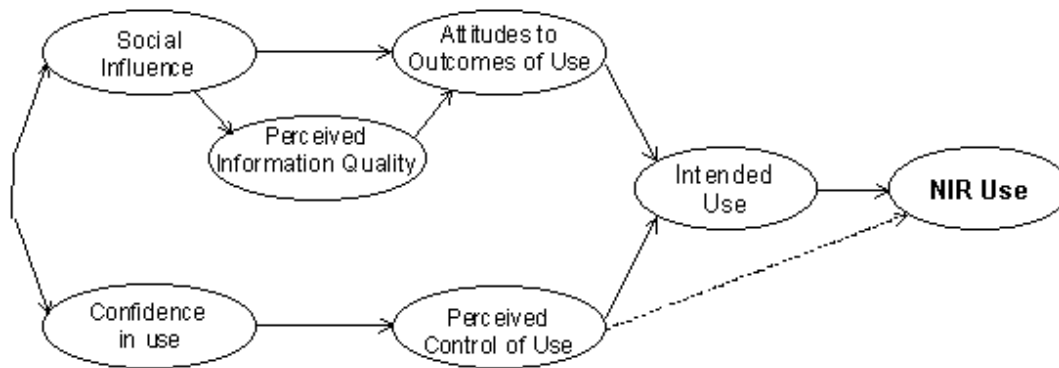 Social
Influence
Attitudes to
Outcomes of Use
Perceived
Information Quality
Intended
Use
NIR Use
Confidence
in use
Perceived
Control of Use